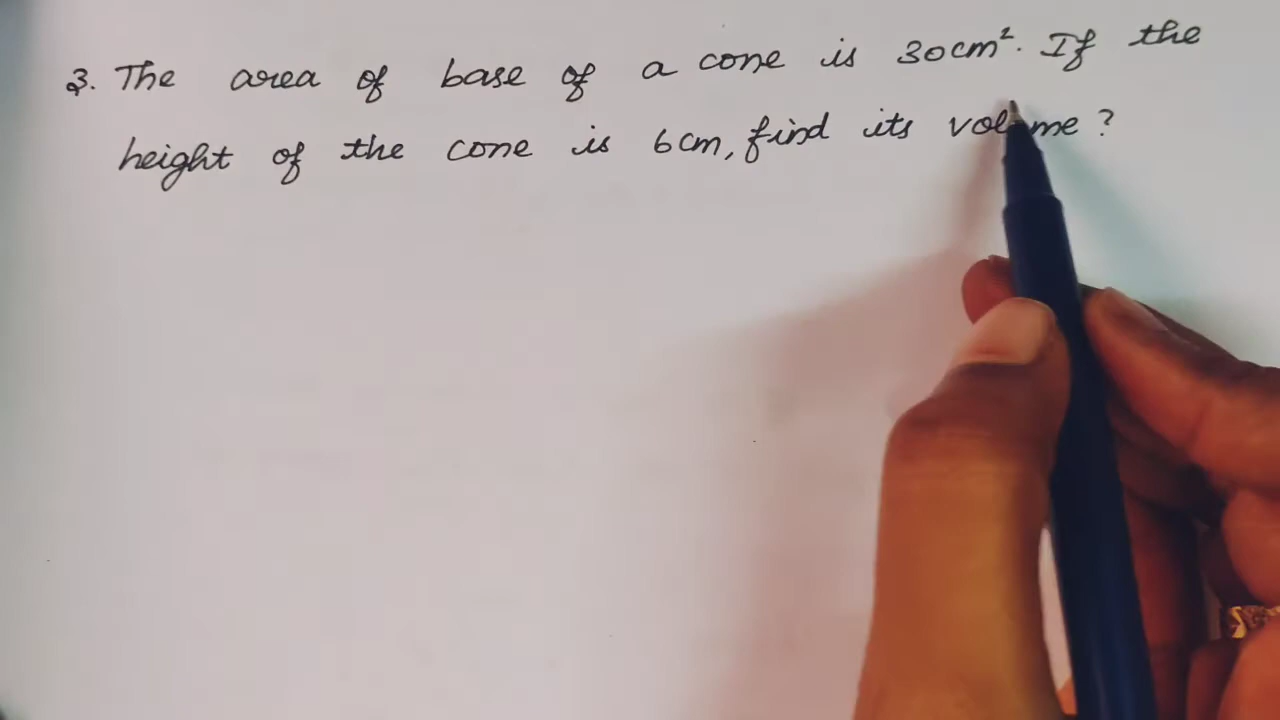 3. The area of base of a cone is 30cm². If the
height of the cone is 6cm, find its volume?